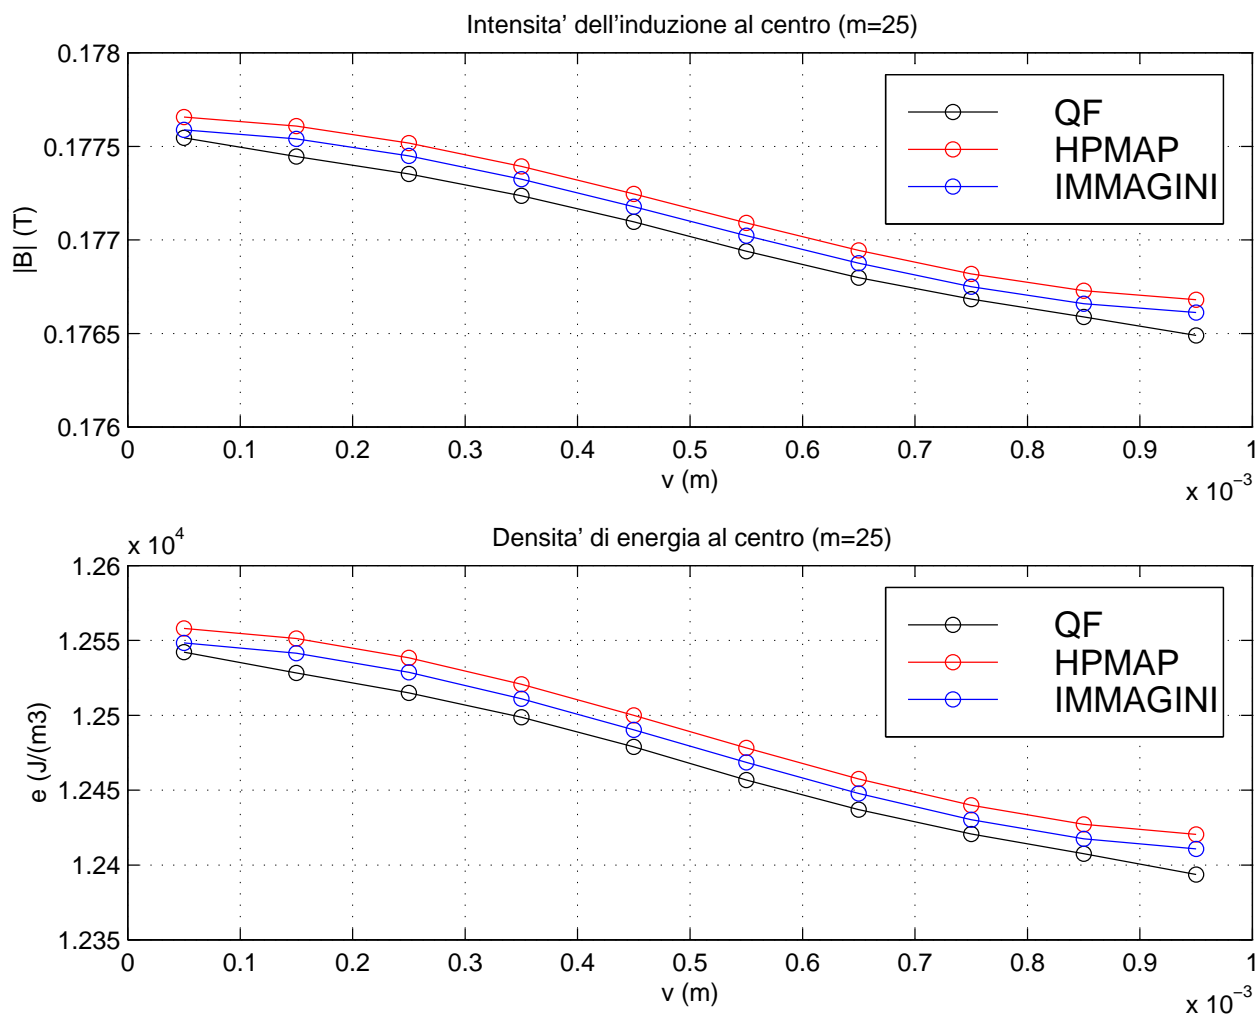 Intensita' dell'induzione al centro (m=25)
0.178
0.1775
0.177
0.1765
0.176
|B| (T)
QF
HPMAP
IMMAGINI
0 0.1 0.2 0.3 0.4 0.5 0.6 0.7 0.8 0.9 1
v (m)
x 10⁻³
x 10⁴
Densita' di energia al centro (m=25)
1.26
1.255
1.25
1.245
1.24
1.235
e (J/(m3)
QF
HPMAP
IMMAGINI
0 0.1 0.2 0.3 0.4 0.5 0.6 0.7 0.8 0.9 1
v (m)
x 10⁻³